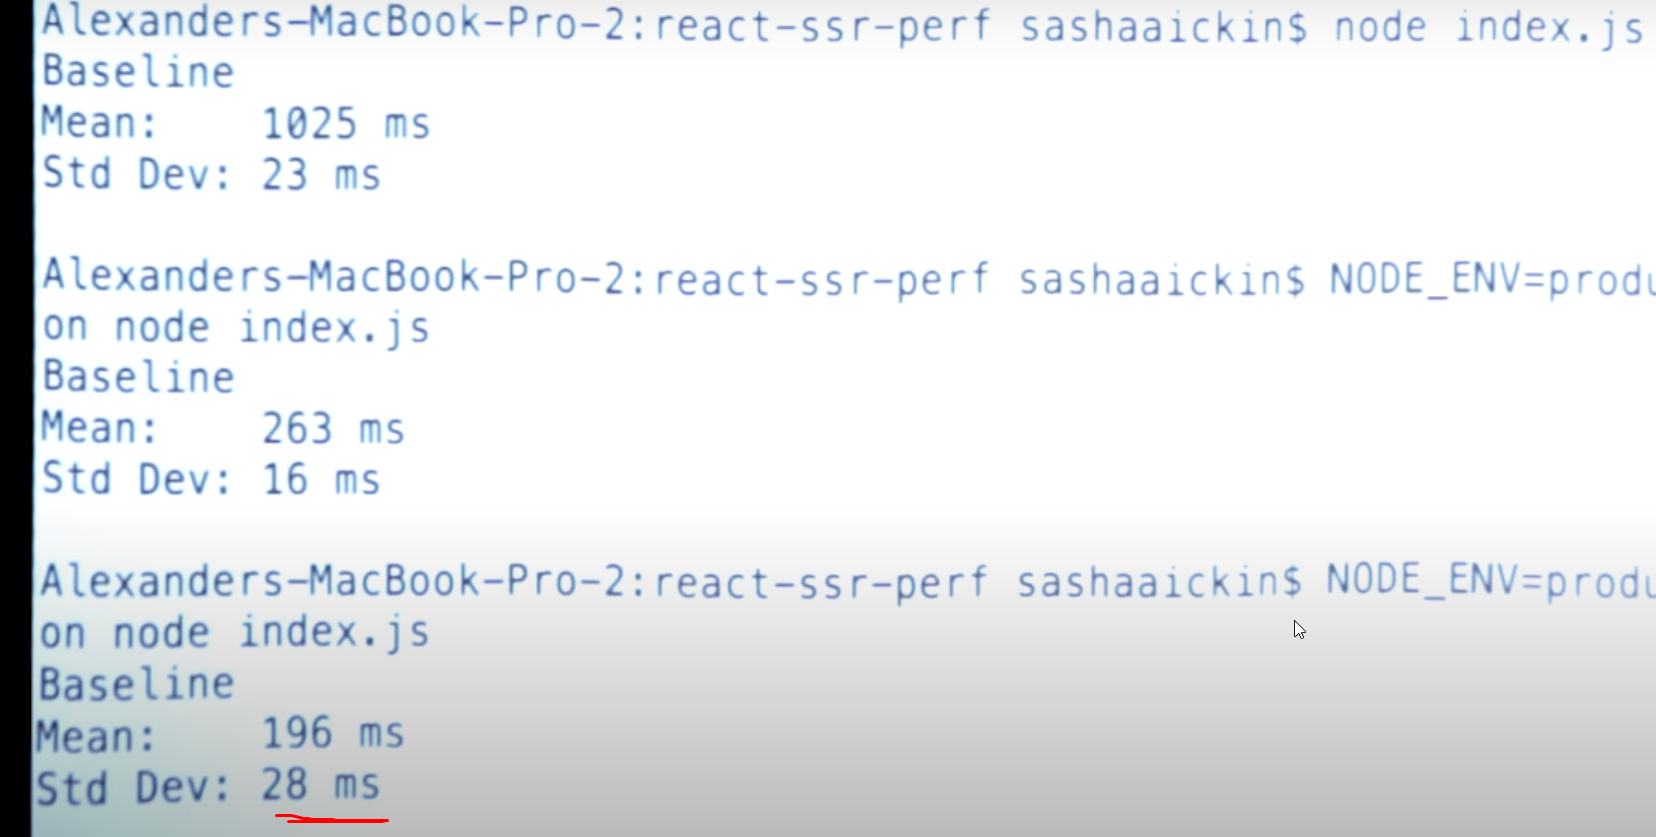 Alexanders-MacBook-Pro-2:react-ssr-perf sashaaickin$ node index.js
Baseline
Mean: 1025 ms
Std Dev: 23 ms
Alexanders-MacBook-Pro-2:react-ssr-perf sashaaickin$ NODE_ENV=produ
on node index.js
Baseline
Mean: 263 ms
Std Dev: 16 ms
Alexanders-MacBook-Pro-2:react-ssr-perf sashaaickin$ NODE_ENV=produ
on node index.js
Baseline
Mean: 196 ms
Std Dev: 28 ms